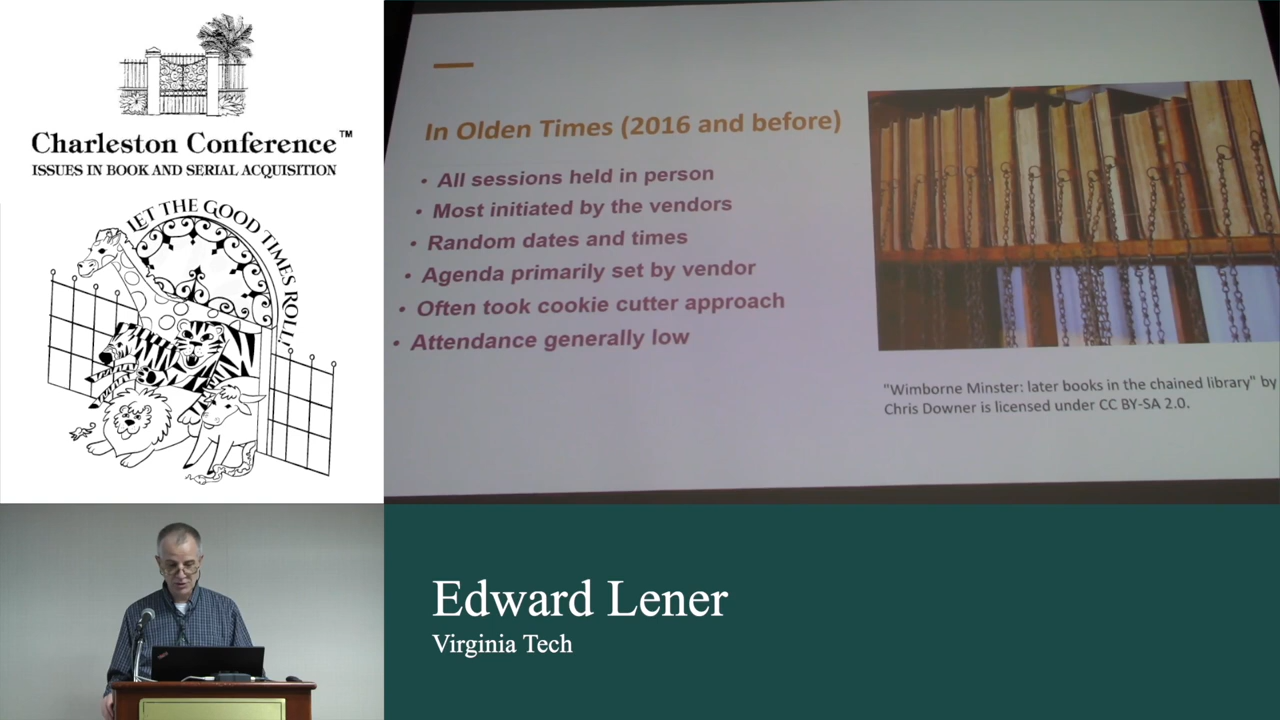 Charleston Conference™
ISSUES IN BOOK AND SERIAL ACQUISITION
LET THE GOOD TIMES ROLL!
In Olden Times (2016 and before)
• All sessions held in person
• Most initiated by the vendors
• Random dates and times
• Agenda primarily set by vendor
• Often took cookie cutter approach
• Attendance generally low
"Wimborne Minster: later books in the chained library" by
Chris Downer is licensed under CC BY-SA 2.0.
Edward Lener
Virginia Tech